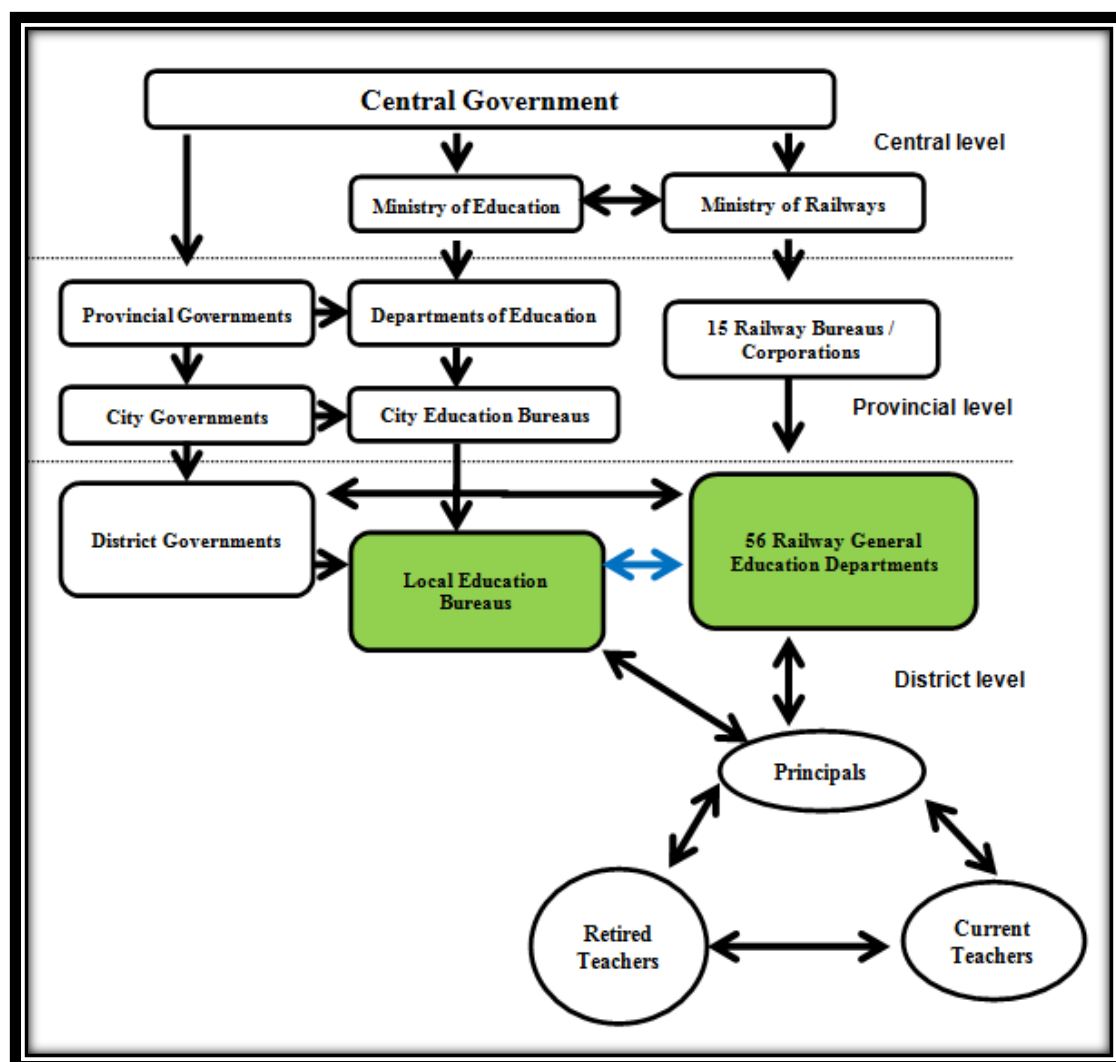 Central Government
Central level
Ministry of Education
Ministry of Railways
Provincial Governments
Departments of Education
15 Railway Bureaus /
Corporations
City Governments
City Education Bureaus
Provincial level
District Governments
Local Education
Bureaus
56 Railway General
Education Departments
District level
Principals
Retired
Teachers
Current
Teachers